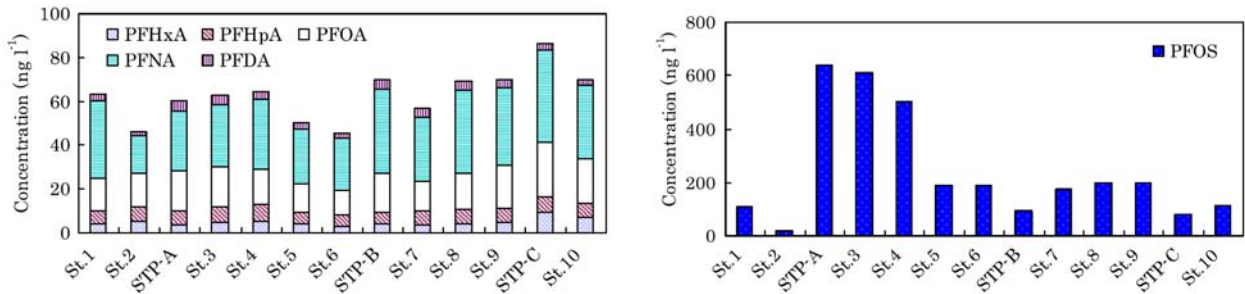 100
80
60
40
20
0
Concentration (ng l⁻¹)
PFHxA PFHpA PFOA
PFNA PFDA
St.1 St.2 STP-A St.3 St.4 St.5 St.6 STP-B St.7 St.8 St.9 STP-C St.10
800
600
400
200
0
Concentration (ng l⁻¹)
PFOS
St.1 St.2 STP-A St.3 St.4 St.5 St.6 STP-B St.7 St.8 St.9 STP-C St.10